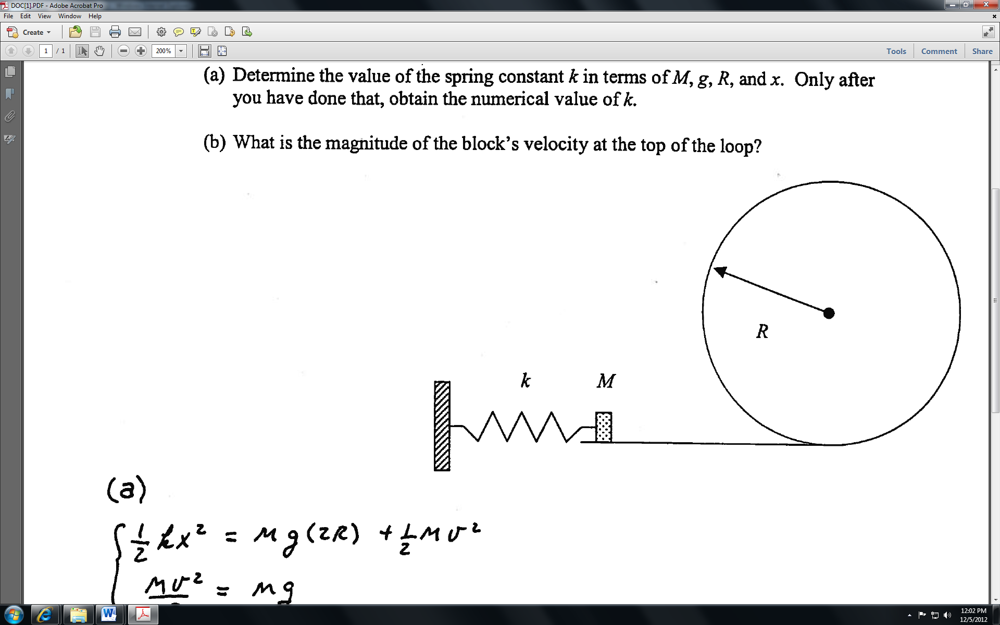 DOC[1].PDF - Adobe Acrobat Pro
File Edit View Window Help
Create
1 / 1 200% Tools Comment Share
(a) Determine the value of the spring constant k in terms of M, g, R, and x. Only after
you have done that, obtain the numerical value of k.
(b) What is the magnitude of the block's velocity at the top of the loop?
R
k M
(a)
1/2 kx² = Mg(2R) + 1/2 Mv²
Mv² = Mg
12:02 PM
12/5/2012